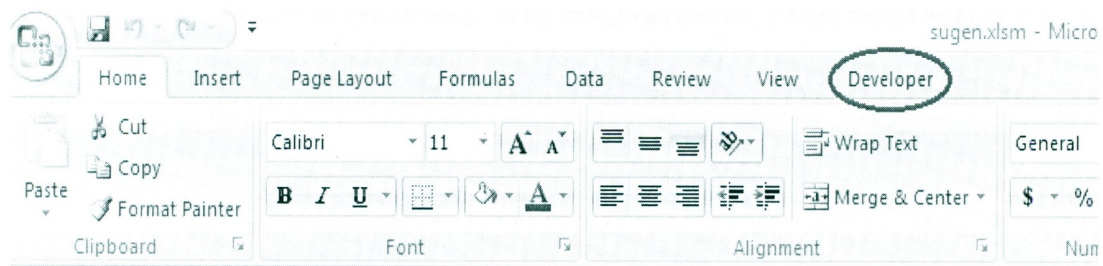 sugen.xlsm - Micro
Home Insert Page Layout Formulas Data Review View Developer
Cut
Calibri 11 A A Wrap Text General
Copy
Paste B I U A Merge & Center $ %
Format Painter
Clipboard Font Alignment Num